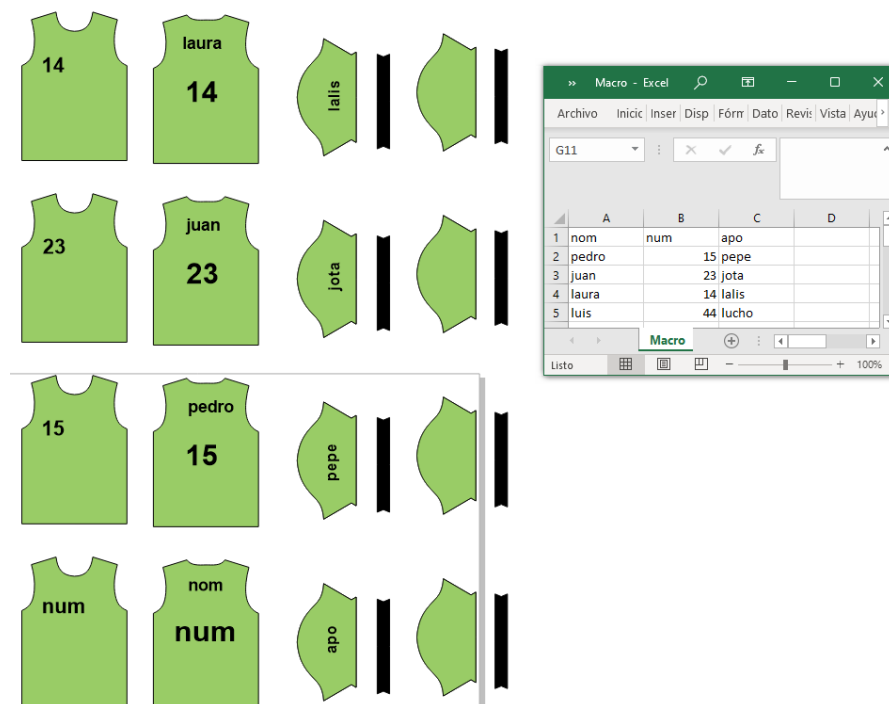 14
laura
14
lalis
23
juan
23
jota
15
pedro
15
pepe
num
nom
num
apo
» Macro - Excel
Archivo Inicio Inser Disp Fórm Dato Revis Vista Ayuc
G11 fx
A B C D
1 nom num apo
2 pedro 15 pepe
3 juan 23 jota
4 laura 14 lalis
5 luis 44 lucho
Macro
Listo 100%